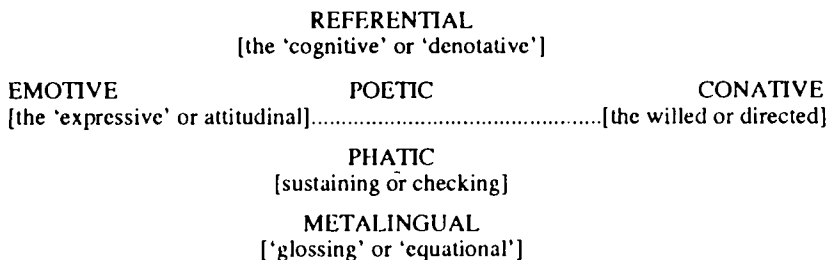 REFERENTIAL
[the ‘cognitive’ or ‘denotative’]
EMOTIVE POETIC CONATIVE
[the ‘expressive’ or attitudinal]................................................[the willed or directed]
PHATIC
[sustaining or checking]
METALINGUAL
[‘glossing’ or ‘equational’]